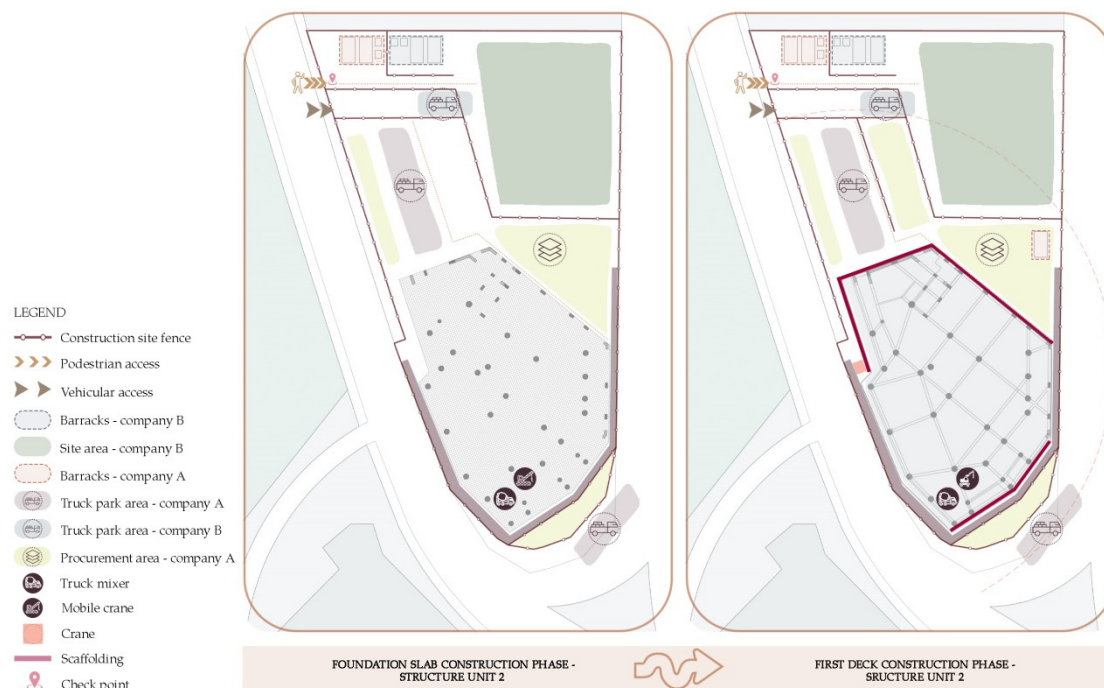 LEGEND
Construction site fence
Podestrian access
Vehicular access
Barracks - company B
Site area - company B
Barracks - company A
Truck park area - company A
Truck park area - company B
Procurement area - company A
Truck mixer
Mobile crane
Crane
Scaffolding
Check point
FOUNDATION SLAB CONSTRUCTION PHASE -
STRUCTURE UNIT 2
FIRST DECK CONSTRUCTION PHASE -
SRUCTURE UNIT 2